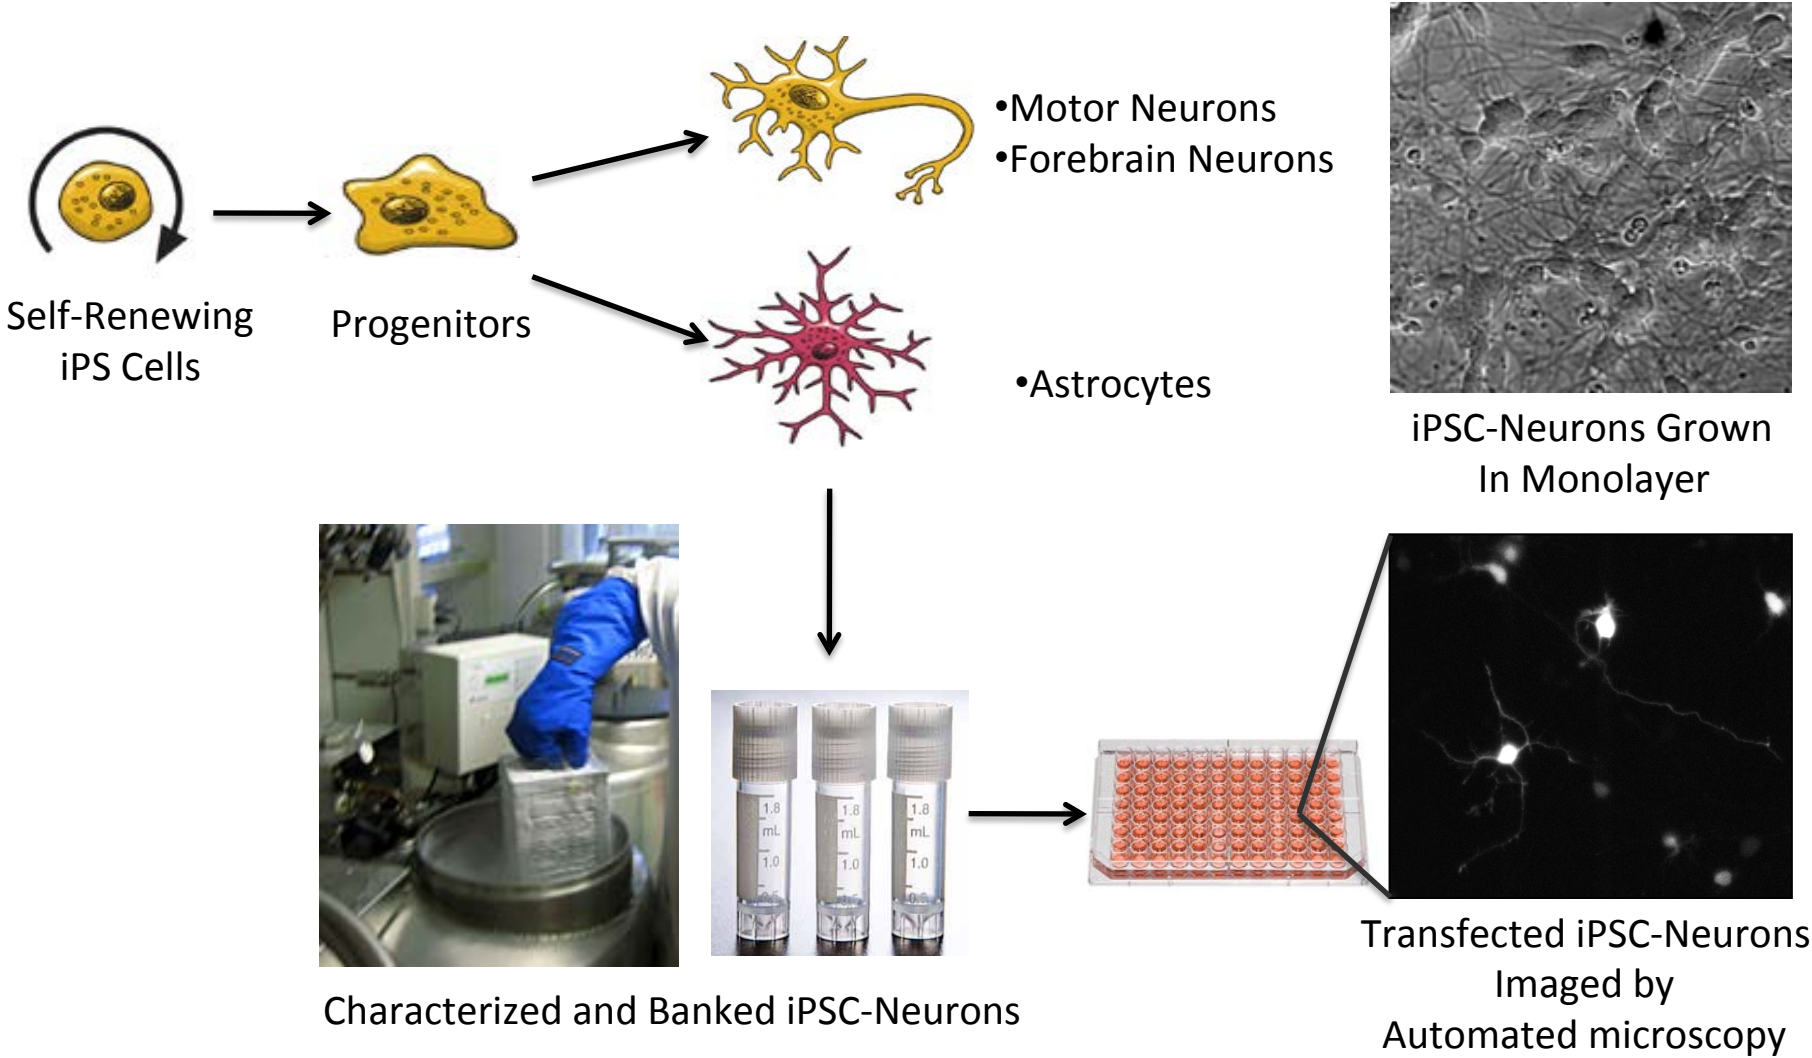 •Motor Neurons
•Forebrain Neurons
Self-Renewing
iPS Cells
Progenitors
•Astrocytes
iPSC-Neurons Grown
In Monolayer
1.8
mL
1.0
1.8
mL
1.0
1.8
mL
1.0
Characterized and Banked iPSC-Neurons
Transfected iPSC-Neurons
Imaged by
Automated microscopy